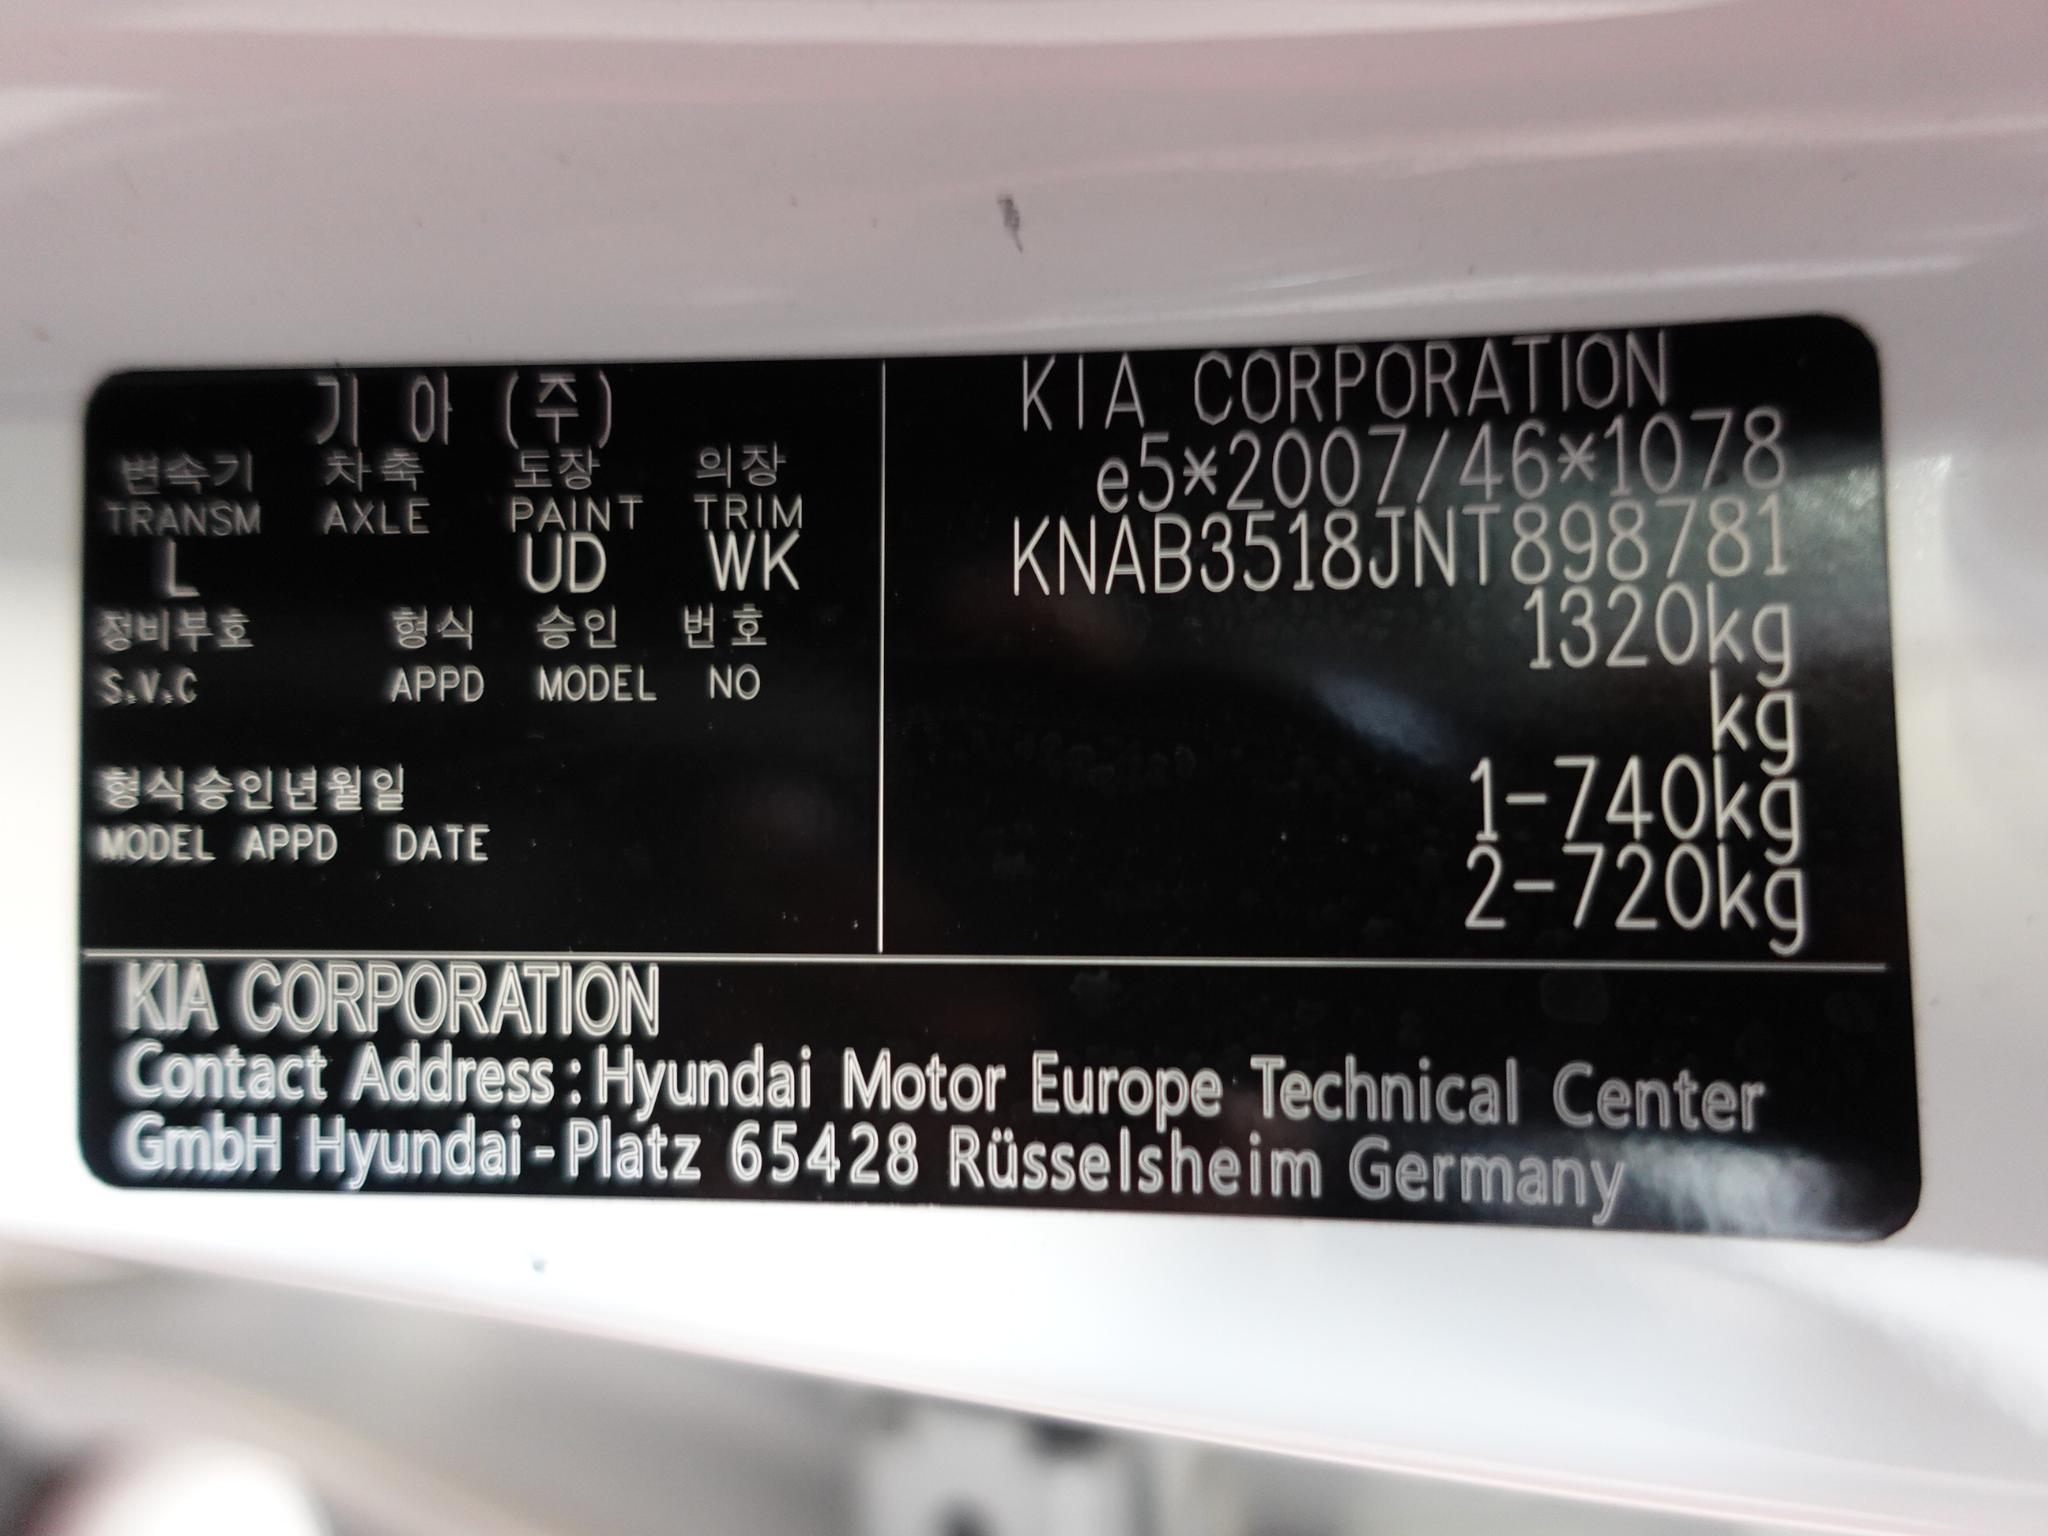 기 아 (주)
변속기 차축 도장 의장
TRANSM AXLE PAINT TRIM
L UD WK
정비부호 형식 승인 번호
S.V.C APPD MODEL NO
형식승인년월일
MODEL APPD DATE
KIA CORPORATION
e5*2007/46*1078
KNAB3518JNT898781
1320kg
kg
1-740kg
2-720kg
KIA CORPORATION
Contact Address : Hyundai Motor Europe Technical Center
GmbH Hyundai-Platz 65428 Rüsselsheim Germany